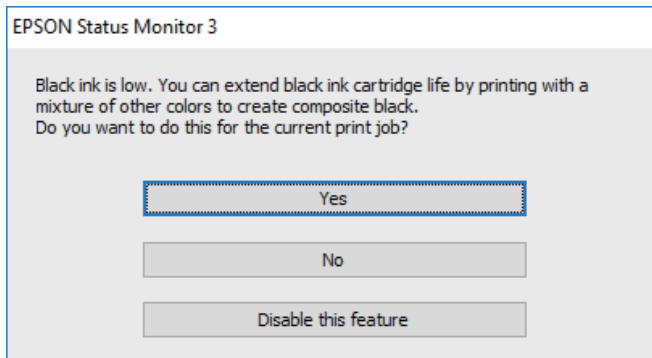 EPSON Status Monitor 3
Black ink is low. You can extend black ink cartridge life by printing with a
mixture of other colors to create composite black.
Do you want to do this for the current print job?
Yes
No
Disable this feature